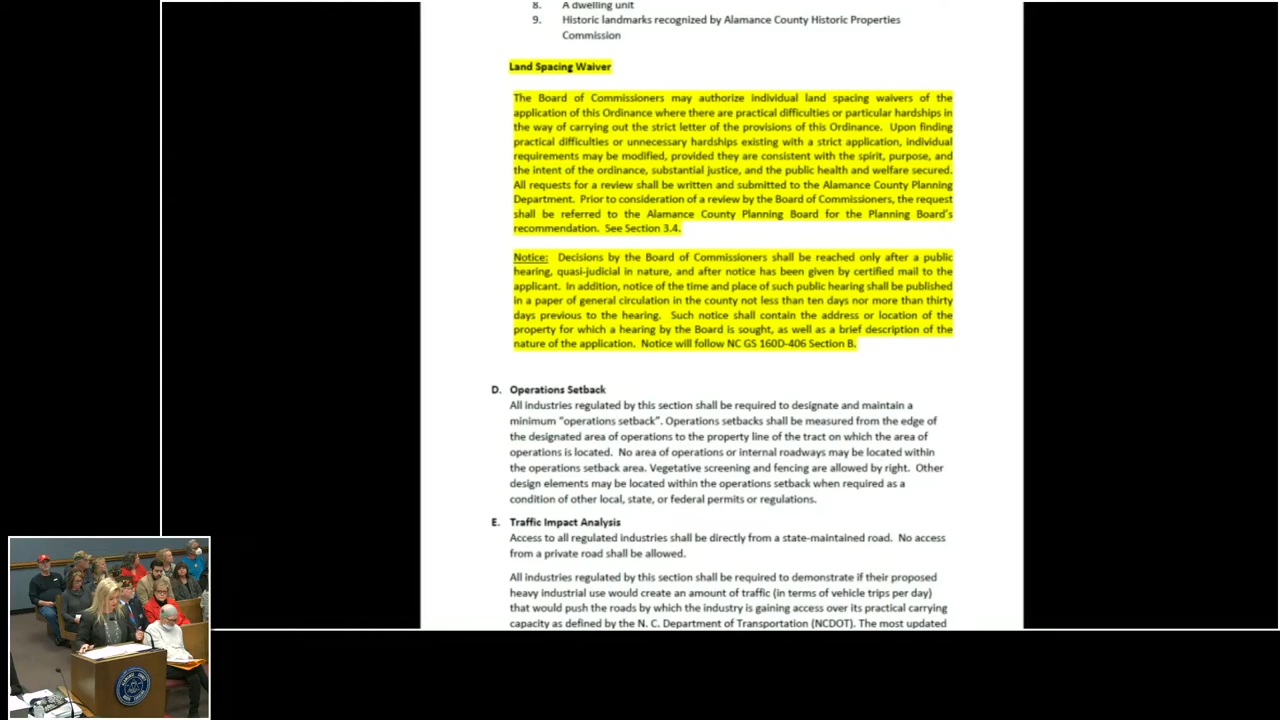 8. A dwelling unit
9. Historic landmarks recognized by Alamance County Historic Properties
Commission
Land Spacing Waiver
The Board of Commissioners may authorize individual land spacing waivers of the
application of this Ordinance where there are practical difficulties or particular hardships in
the way of carrying out the strict letter of the provisions of this Ordinance. Upon finding
practical difficulties or unnecessary hardships existing with a strict application, individual
requirements may be modified, provided they are consistent with the spirit, purpose, and
the intent of the ordinance, substantial justice, and the public health and welfare secured.
All requests for a review shall be written and submitted to the Alamance County Planning
Department. Prior to consideration of a review by the Board of Commissioners, the request
shall be referred to the Alamance County Planning Board for the Planning Board's
recommendation. See Section 3.4.
Notice: Decisions by the Board of Commissioners shall be reached only after a public
hearing, quasi-judicial in nature, and after notice has been given by certified mail to the
applicant. In addition, notice of the time and place of such public hearing shall be published
in a paper of general circulation in the county not less than ten days nor more than thirty
days previous to the hearing. Such notice shall contain the address or location of the
property for which a hearing by the Board is sought, as well as a brief description of the
nature of the application. Notice will follow NC GS 160D-406 Section B.
D. Operations Setback
All industries regulated by this section shall be required to designate and maintain a
minimum "operations setback". Operations setbacks shall be measured from the edge of
the designated area of operations to the property line of the tract on which the area of
operations is located. No area of operations or internal roadways may be located within
the operations setback area. Vegetative screening and fencing are allowed by right. Other
design elements may be located within the operations setback when required as a
condition of other local, state, or federal permits or regulations.
E. Traffic Impact Analysis
Access to all regulated industries shall be directly from a state-maintained road. No access
from a private road shall be allowed.
All industries regulated by this section shall be required to demonstrate if their proposed
heavy industrial use would create an amount of traffic (in terms of vehicle trips per day)
that would push the roads by which the industry is gaining access over its practical carrying
capacity as defined by the N. C. Department of Transportation (NCDOT). The most updated